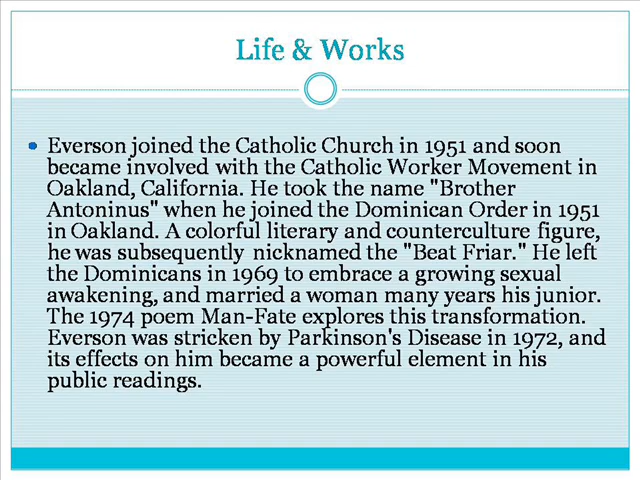 Life & Works
• Everson joined the Catholic Church in 1951 and soon
became involved with the Catholic Worker Movement in
Oakland, California. He took the name "Brother
Antoninus" when he joined the Dominican Order in 1951
in Oakland. A colorful literary and counterculture figure,
he was subsequently nicknamed the "Beat Friar." He left
the Dominicans in 1969 to embrace a growing sexual
awakening, and married a woman many years his junior.
The 1974 poem Man-Fate explores this transformation.
Everson was stricken by Parkinson's Disease in 1972, and
its effects on him became a powerful element in his
public readings.